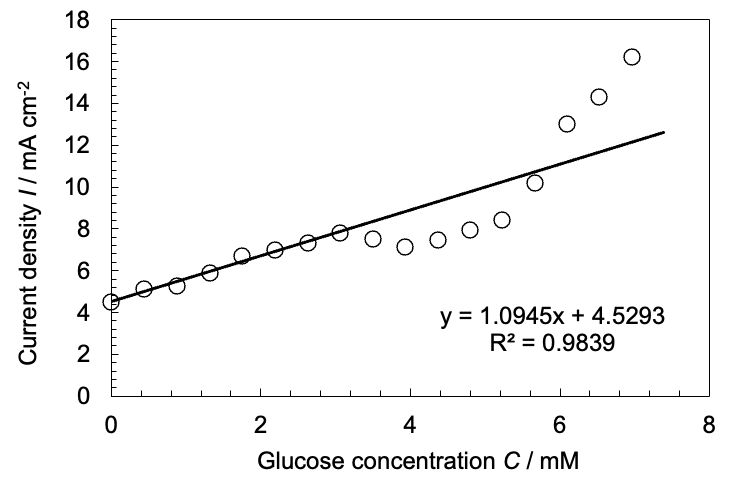 18
16
14
12
10
8
6
4
2
0
Current density I / mA cm⁻²
y = 1.0945x + 4.5293
R² = 0.9839
0 2 4 6 8
Glucose concentration C / mM